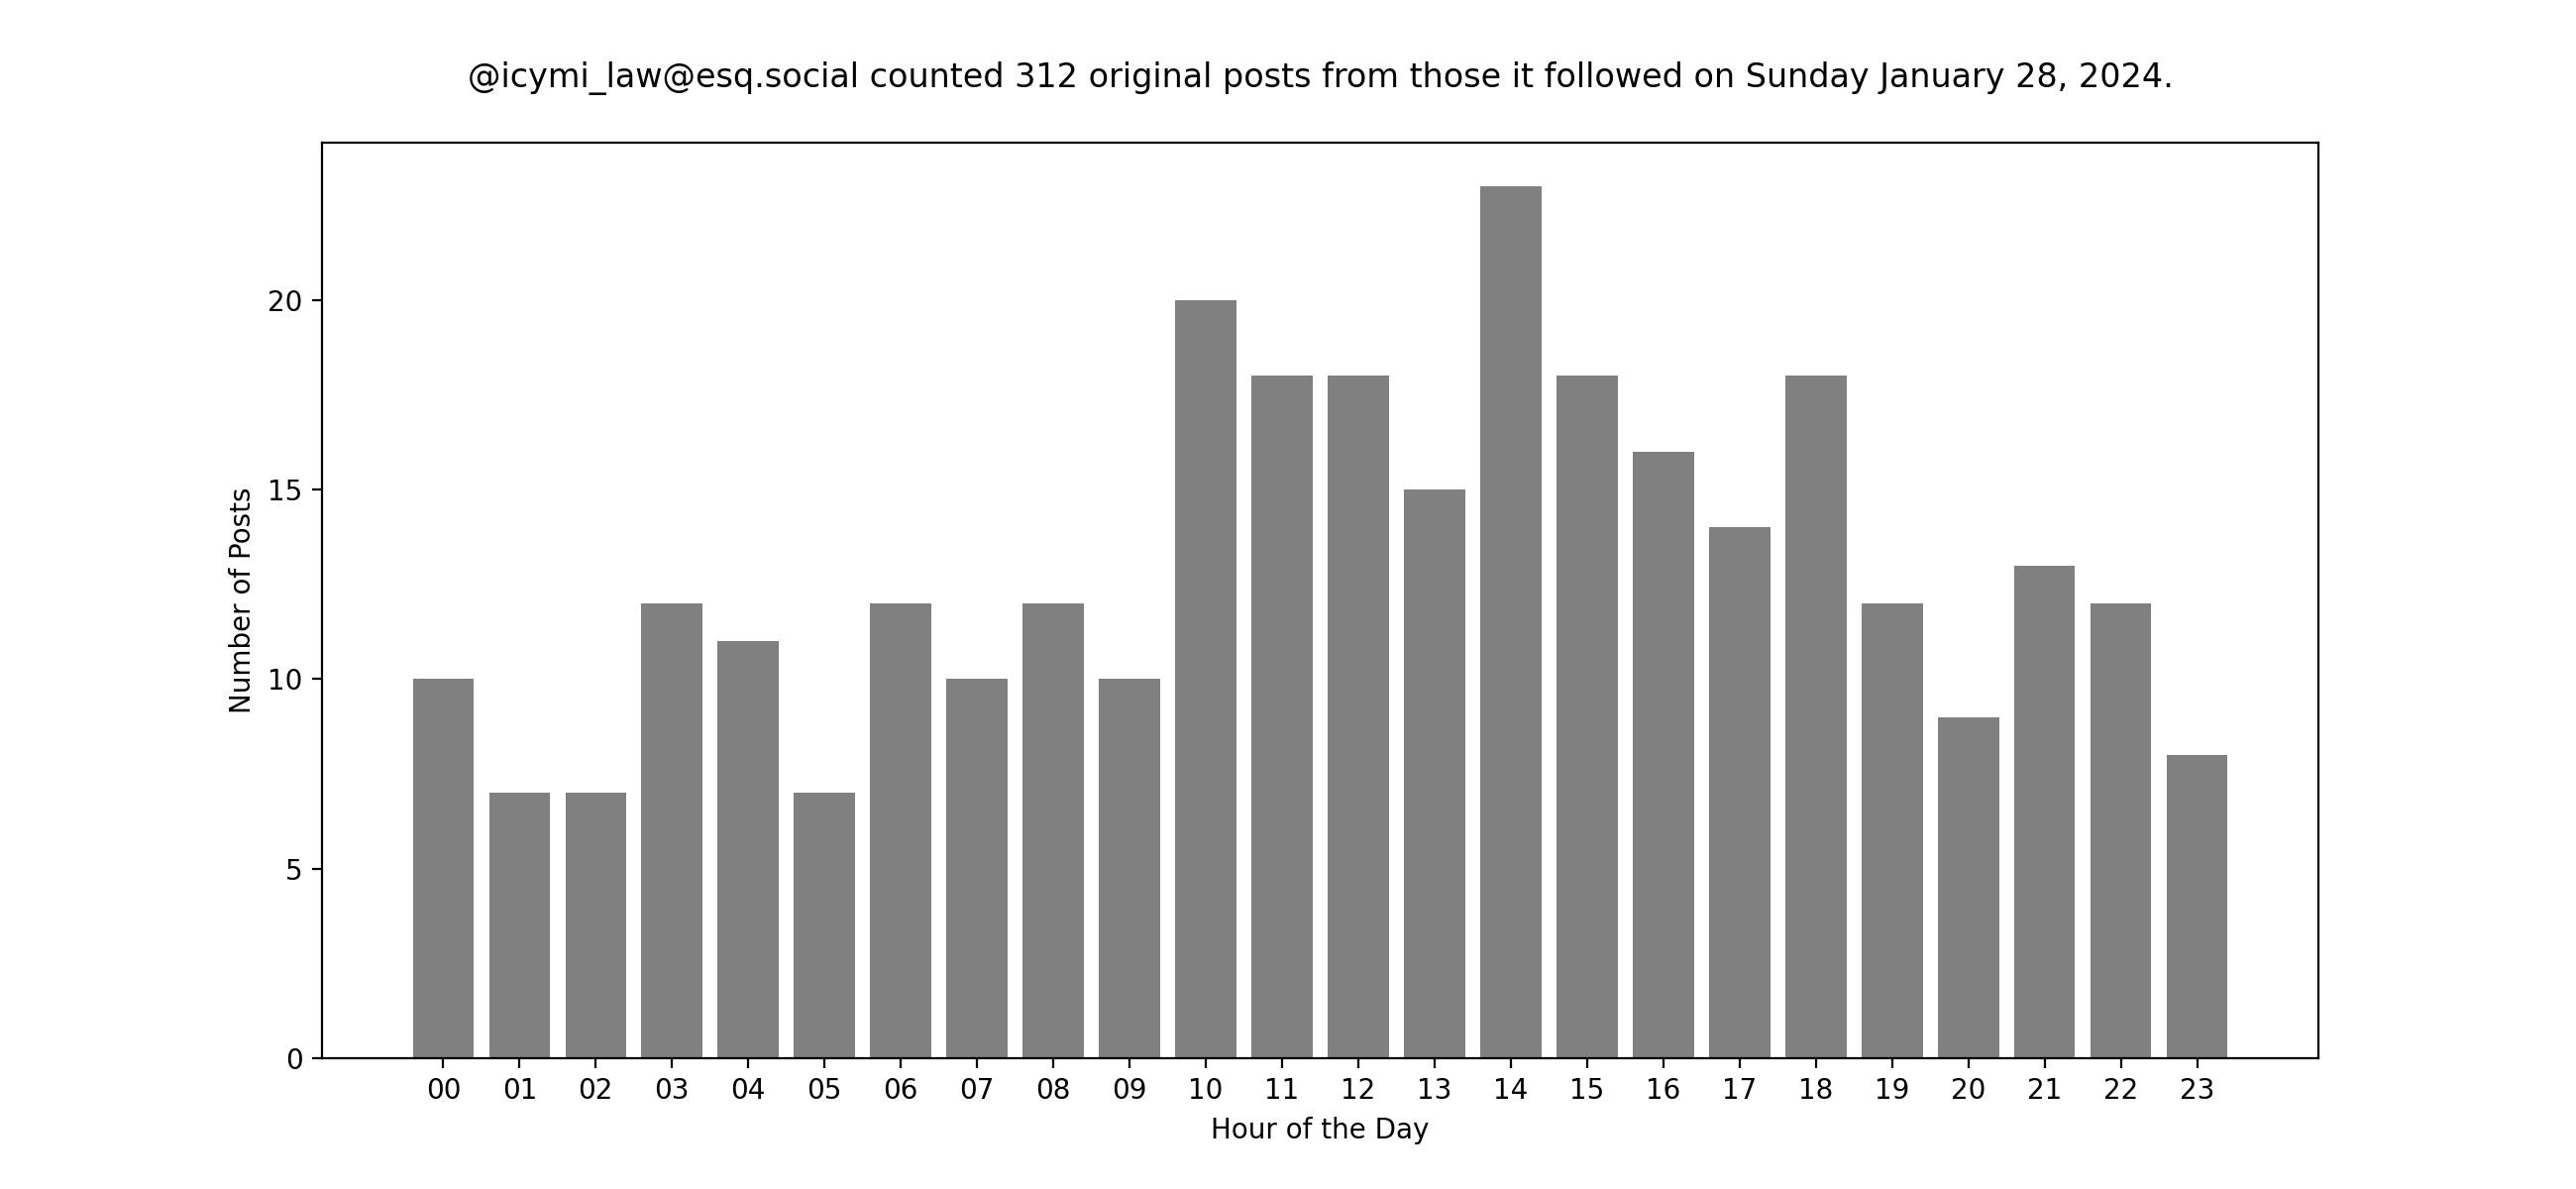 @icymi_law@esq.social counted 312 original posts from those it followed on Sunday January 28, 2024.
20
15
10
5
0
Number of Posts
00 01 02 03 04 05 06 07 08 09 10 11 12 13 14 15 16 17 18 19 20 21 22 23
Hour of the Day